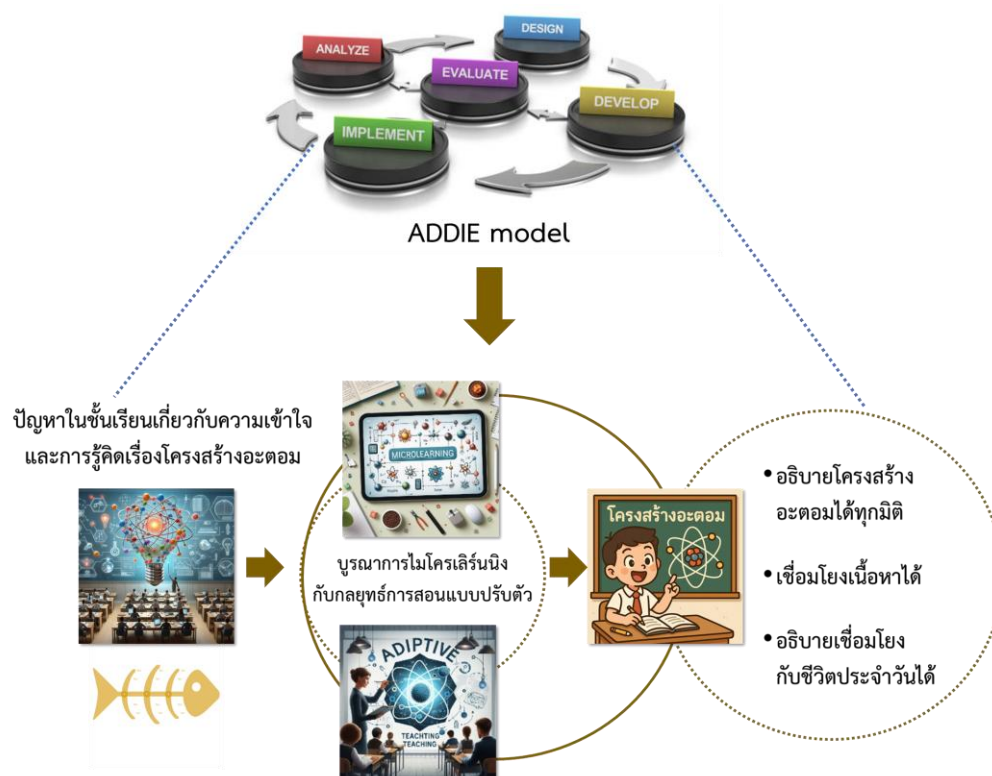 ANALYZE
DESIGN
EVALUATE
DEVELOP
IMPLEMENT
ADDIE model
ปัญหาในชั้นเรียนเกี่ยวกับความเข้าใจ
และการรู้คิดเรื่องโครงสร้างอะตอม
MICROLEARNING
บูรณาการไมโครเลิร์นนิง
กับกลยุทธ์การสอนแบบปรับตัว
ADIPTIVE
TEACHTING
TEACHING
โครงสร้างอะตอม
• อธิบายโครงสร้าง
อะตอมได้ทุกมิติ
• เชื่อมโยงเนื้อหาได้
• อธิบายเชื่อมโยง
กับชีวิตประจำวันได้